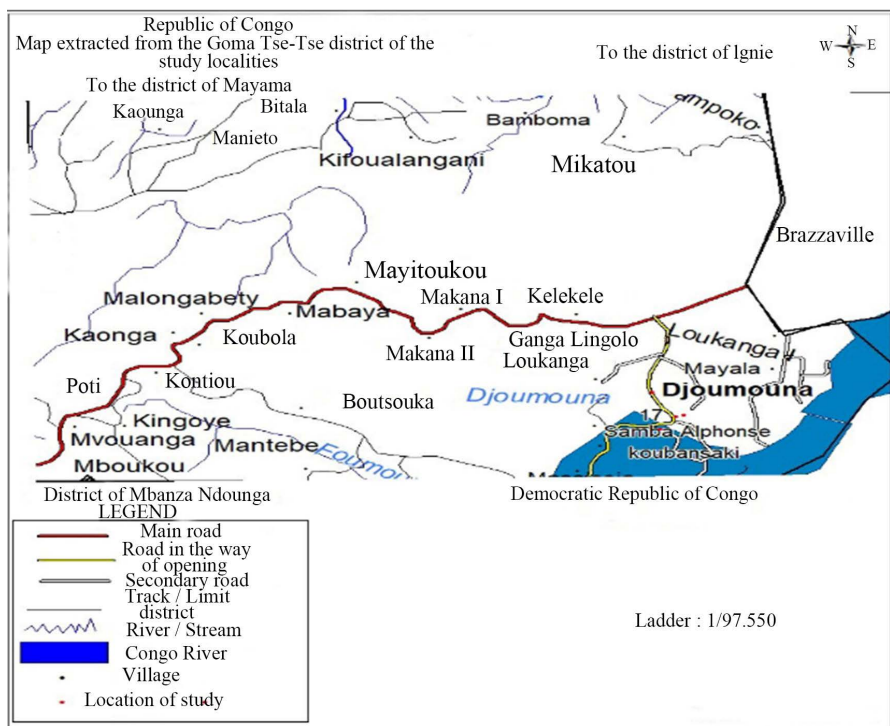 Republic of Congo
Map extracted from the Goma Tse-Tse district of the
study localities
To the district of Ignie
N
W E
S
To the district of Mayama
Kaounga
Bitala
Manieto
Bamboma
ampoko
Kifoualangani
Mikatou
Brazzaville
Mayitoukou
Malongabety
Mabaya
Makana I
Kelekele
Kaonga
Koubola
Makana II
Ganga Lingolo
Loukanga I
Loukanga
Mayala
Poti
Kontiou
Boutsouka
Djoumouna
Djoumouna
Kingoye
17
Mvouanga
Mantebe
Samba Alphonse
Foumou
koubansaki
Mboukou
District of Mbanza Ndounga
Democratic Republic of Congo
LEGEND
Main road
Road in the way
of opening
Secondary road
Track / Limit
district
River / Stream
Congo River
Village
Location of study
Ladder : 1/97.550